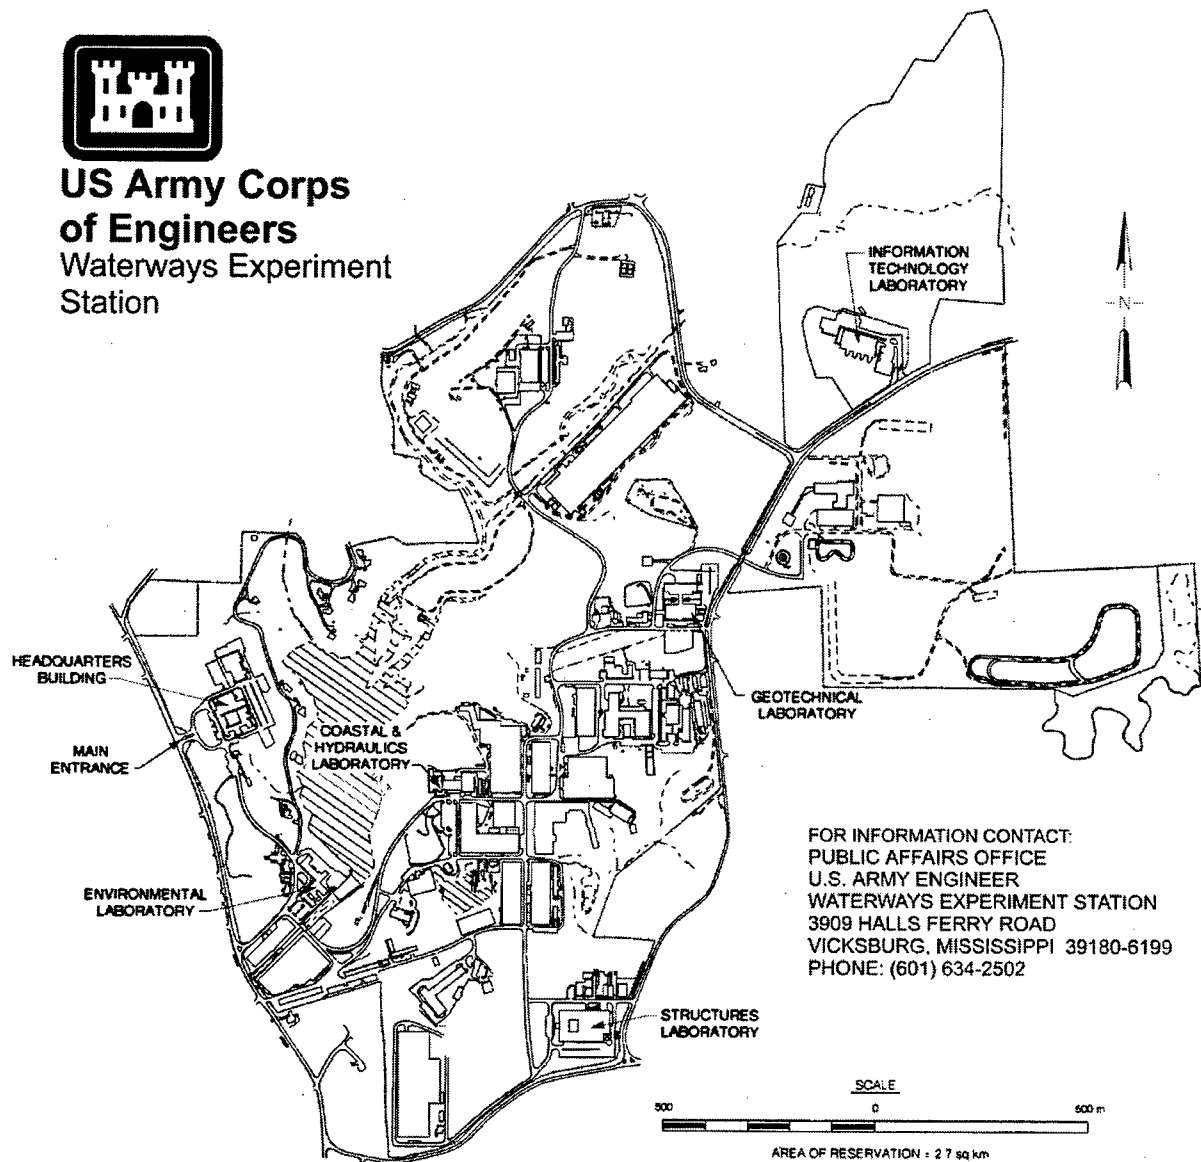 US Army Corps
of Engineers
Waterways Experiment
Station
INFORMATION
TECHNOLOGY
LABORATORY
N
HEADQUARTERS
BUILDING
MAIN
ENTRANCE
COASTAL &
HYDRAULICS
LABORATORY
GEOTECHNICAL
LABORATORY
ENVIRONMENTAL
LABORATORY
STRUCTURES
LABORATORY
FOR INFORMATION CONTACT:
PUBLIC AFFAIRS OFFICE
U.S. ARMY ENGINEER
WATERWAYS EXPERIMENT STATION
3909 HALLS FERRY ROAD
VICKSBURG, MISSISSIPPI 39180-6199
PHONE: (601) 634-2502
SCALE
500 0 500 m
AREA OF RESERVATION = 2.7 sq km